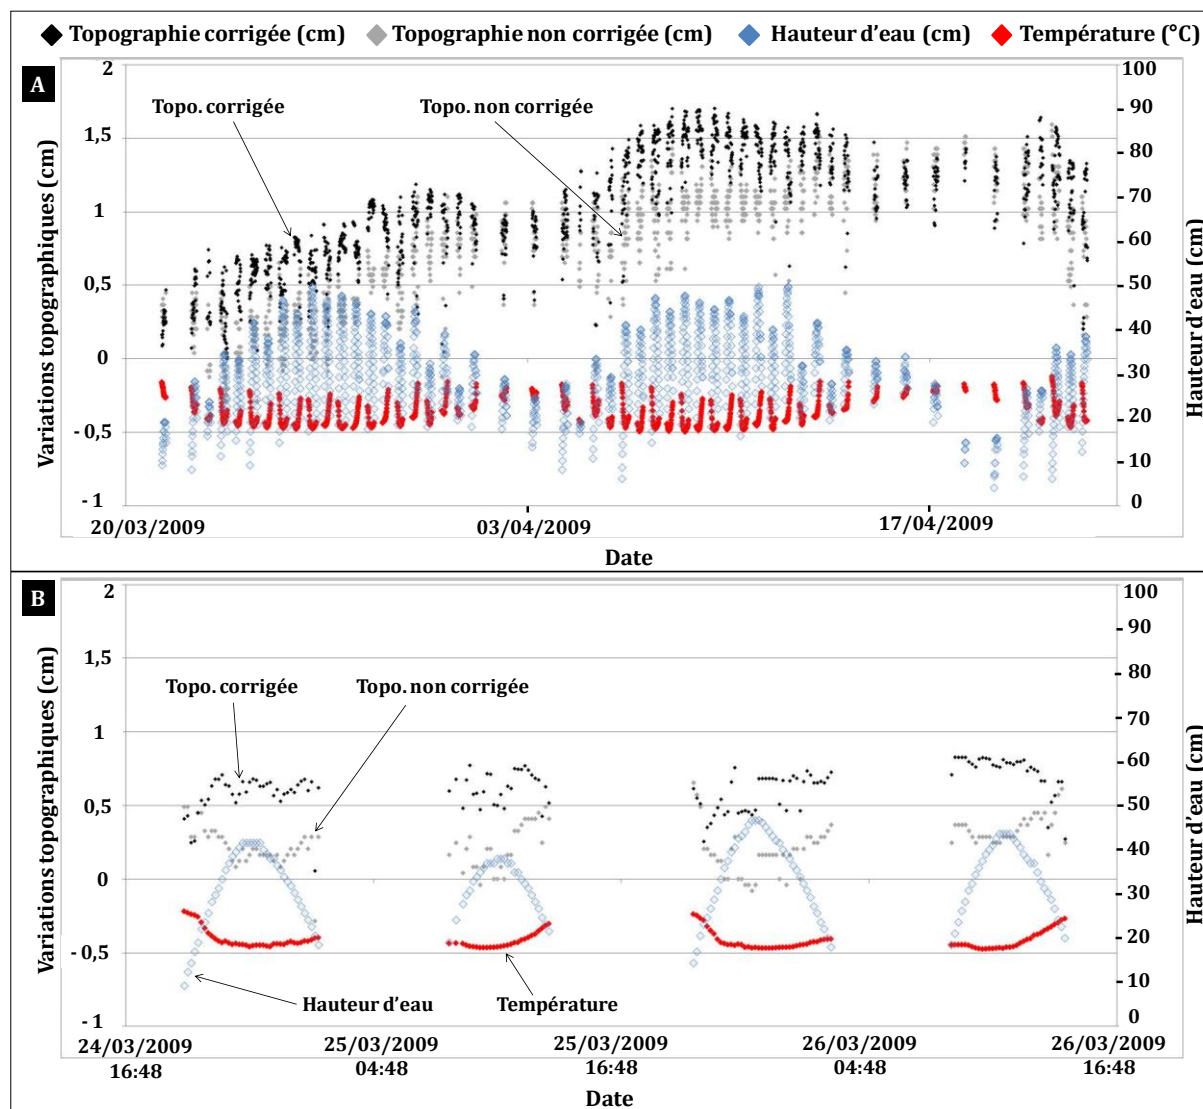 Topographie corrigée (cm) Topographie non corrigée (cm) Hauteur d'eau (cm) Température (°C)
A
Topo. corrigée
Topo. non corrigée
Variations topographiques (cm)
2
1,5
1
0,5
0
- 0,5
- 1
100
90
80
70
60
50
40
30
20
10
0
Hauteur d'eau (cm)
20/03/2009 03/04/2009 17/04/2009
Date
B
Topo. corrigée
Topo. non corrigée
Hauteur d'eau
Température
Variations topographiques (cm)
2
1,5
1
0,5
0
- 0,5
- 1
100
90
80
70
60
50
40
30
20
10
0
Hauteur d'eau (cm)
24/03/2009 25/03/2009 25/03/2009 26/03/2009 26/03/2009
16:48 04:48 16:48 04:48 16:48
Date